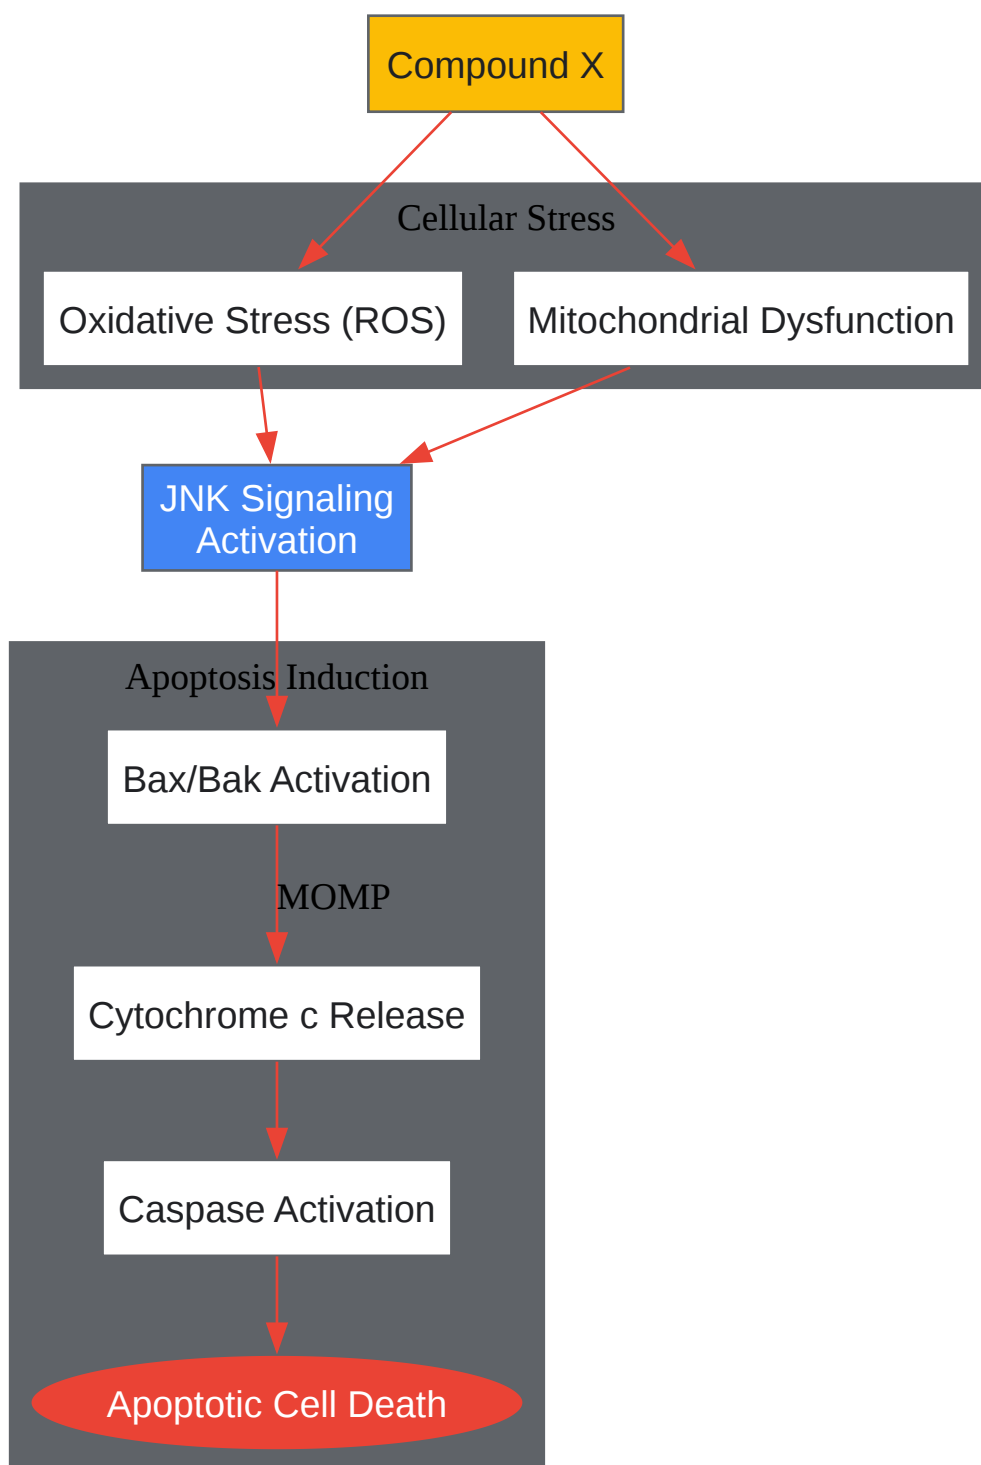 Compound X
Cellular Stress
Oxidative Stress (ROS)
Mitochondrial Dysfunction
JNK Signaling
Activation
Apoptosis Induction
Bax/Bak Activation
MOMP
Cytochrome c Release
Caspase Activation
Apoptotic Cell Death